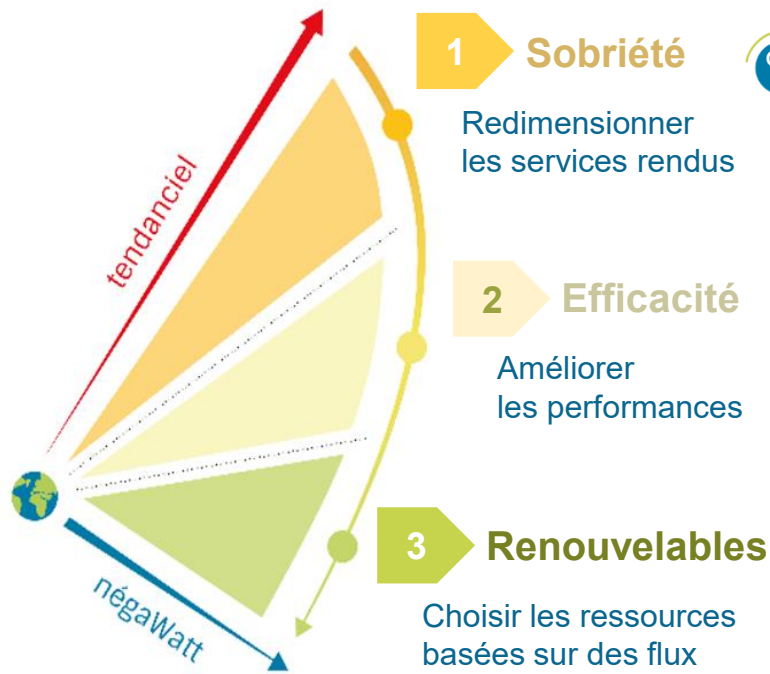 1 Sobriété
Redimensionner
les services rendus
tendanciel
2 Efficacité
Améliorer
les performances
3 Renouvelables
Choisir les ressources
basées sur des flux
négaWatt